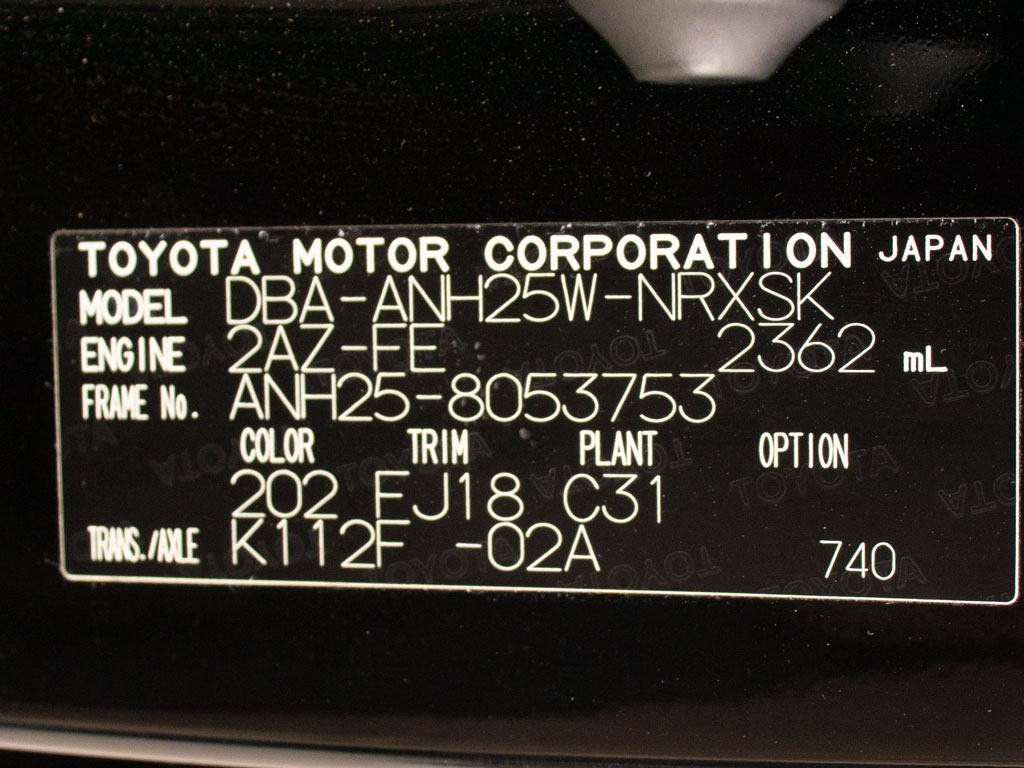 TOYOTA MOTOR CORPORATION JAPAN
MODEL DBA-ANH25W-NRXSK
ENGINE 2AZ-FE 2362 mL
FRAME No. ANH25-8053753
COLOR TRIM PLANT OPTION
202 FJ18 C31
TRANS./AXLE K112F -02A 740